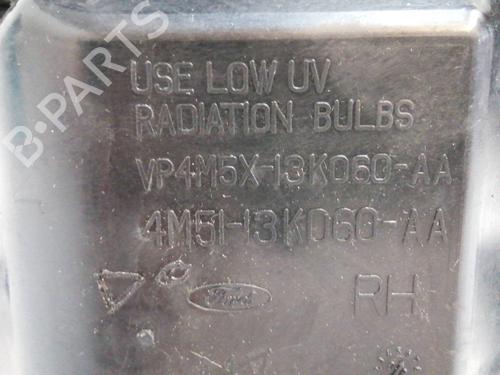 B-PARTS
USE LOW UV
RADIATION BULBS
VP4M5X-13K060-AA
4M51-13K060-AA
Ford
RH